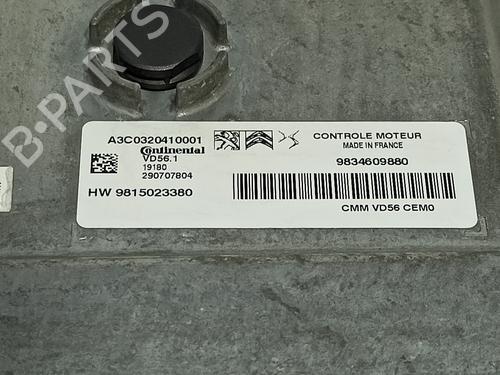 B-PARTS
A3C0320410001
Continental
VD56.1
19180
290707804
HW 9815023380
CONTROLE MOTEUR
MADE IN FRANCE
9834609880
CMM VD56 CEM0